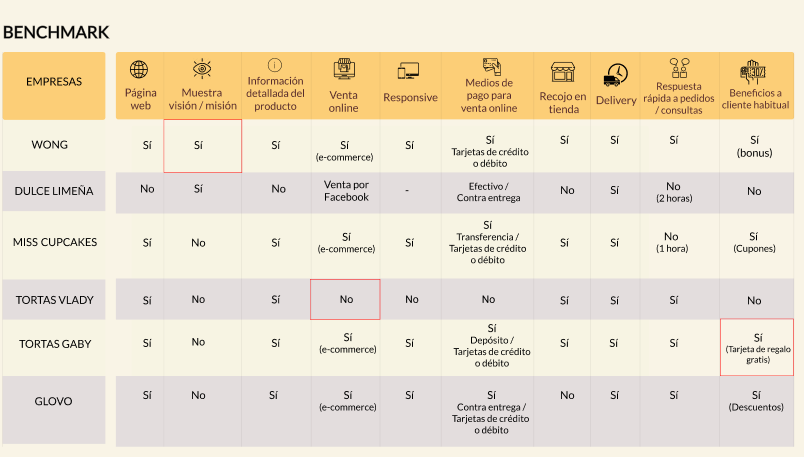 BENCHMARK
EMPRESAS
Página
web
Muestra
visión / misión
Información
detallada del
producto
Venta
online
Responsive
Medios de
pago para
venta online
Recojo en
tienda
Delivery
Respuesta
rápida a pedidos
/ consultas
Beneficios a
cliente habitual
WONG
Sí
Sí
Sí
Sí
(e-commerce)
Sí
Sí
Tarjetas de crédito
o débito
Sí
Sí
Sí
Sí
(bonus)
DULCE LIMEÑA
No
Sí
No
Venta por
Facebook
-
Efectivo /
Contra entrega
No
Sí
No
(2 horas)
No
MISS CUPCAKES
Sí
No
Sí
Sí
(e-commerce)
Sí
Sí
Transferencia /
Tarjetas de crédito
o débito
Sí
Sí
No
(1 hora)
Sí
(Cupones)
TORTAS VLADY
Sí
No
Sí
No
No
No
Sí
Sí
Sí
No
TORTAS GABY
Sí
No
Sí
Sí
(e-commerce)
Sí
Sí
Depósito /
Tarjetas de crédito
o débito
Sí
Sí
Sí
Sí
(Tarjeta de regalo
gratis)
GLOVO
Sí
No
Sí
Sí
(e-commerce)
Sí
Sí
Contra entrega /
Tarjetas de crédito
o débito
No
Sí
Sí
Sí
(Descuentos)